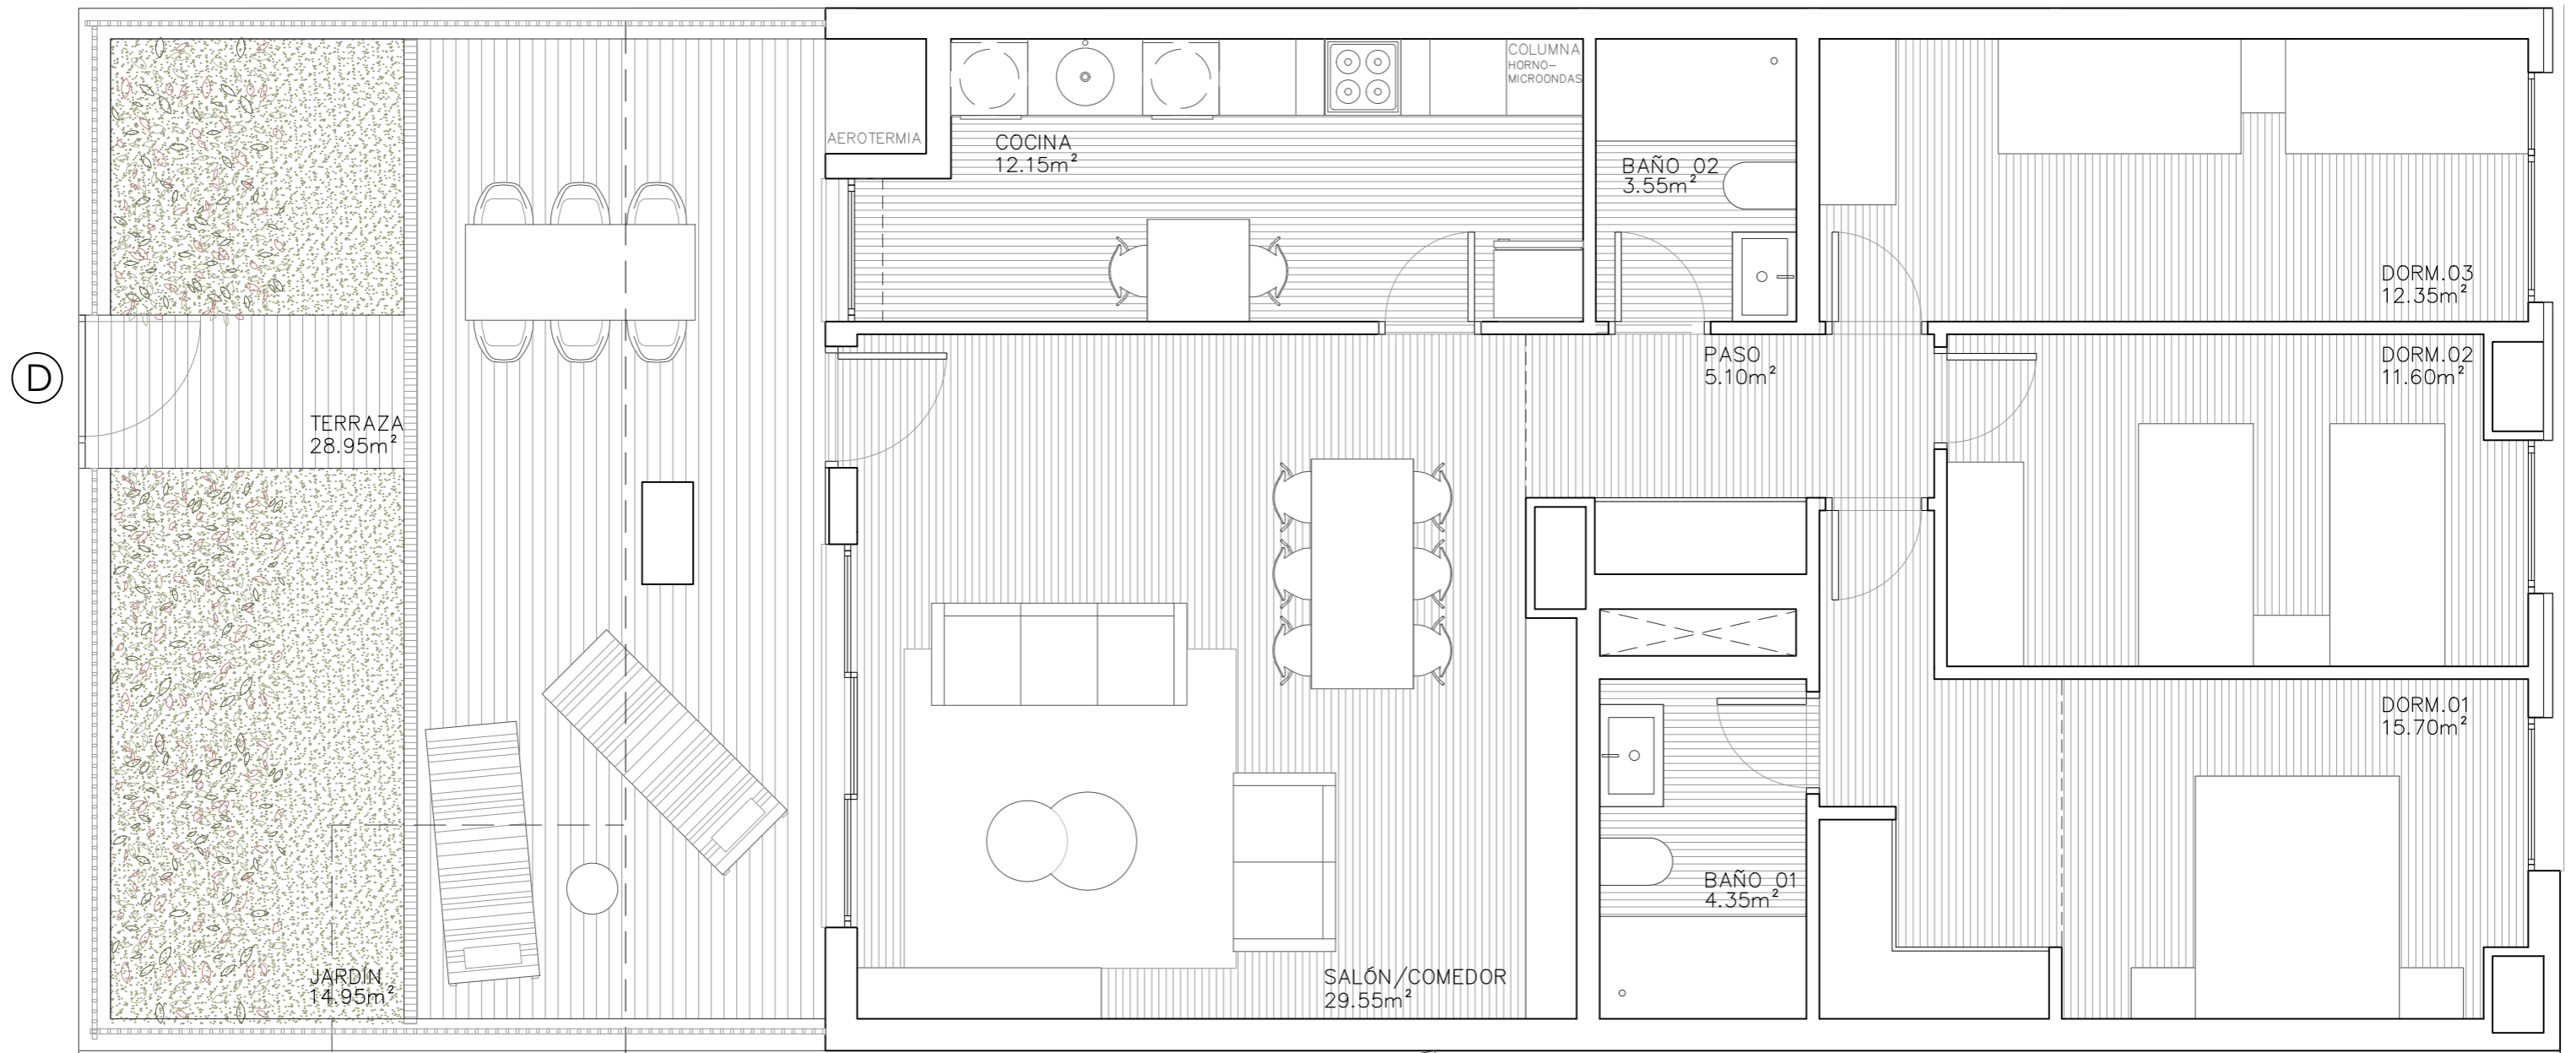 COLUMNA
HORNO-
MICROONDAS
AEROTERMIA
COCINA
12.15m²
BAÑO 02
3.55m²
DORM.03
12.35m²
D
PASO
5.10m²
DORM.02
11.60m²
TERRAZA
28.95m²
DORM.01
15.70m²
BAÑO 01
4.35m²
JARDÍN
14.95m²
SALÓN/COMEDOR
29.55m²